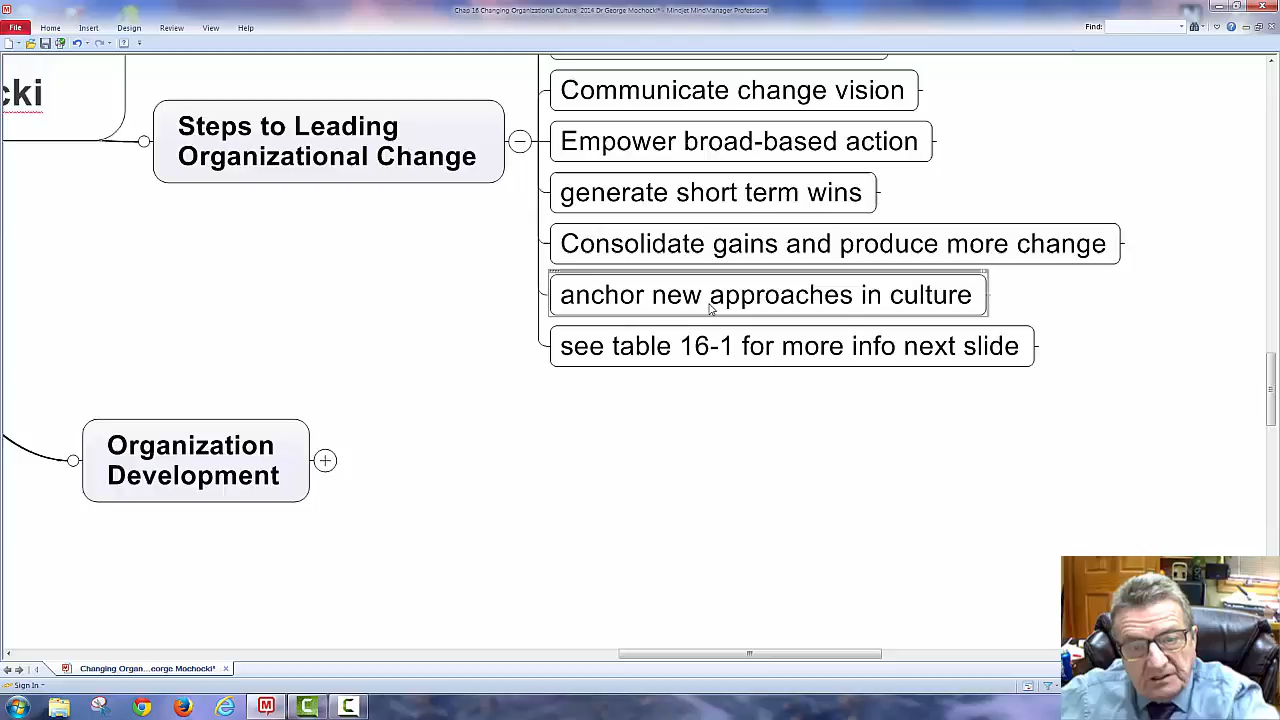 Chap 16 Changing Organizational Culture 2014 Dr George Mochocki* - Mindjet MindManager Professional
File Home Insert Design Review View Help Find:
cki
Communicate change vision
Steps to Leading
Organizational Change
Empower broad-based action
generate short term wins
Consolidate gains and produce more change
anchor new approaches in culture
see table 16-1 for more info next slide
Organization
Development
Changing Organ...eorge Mochocki*
Sign In